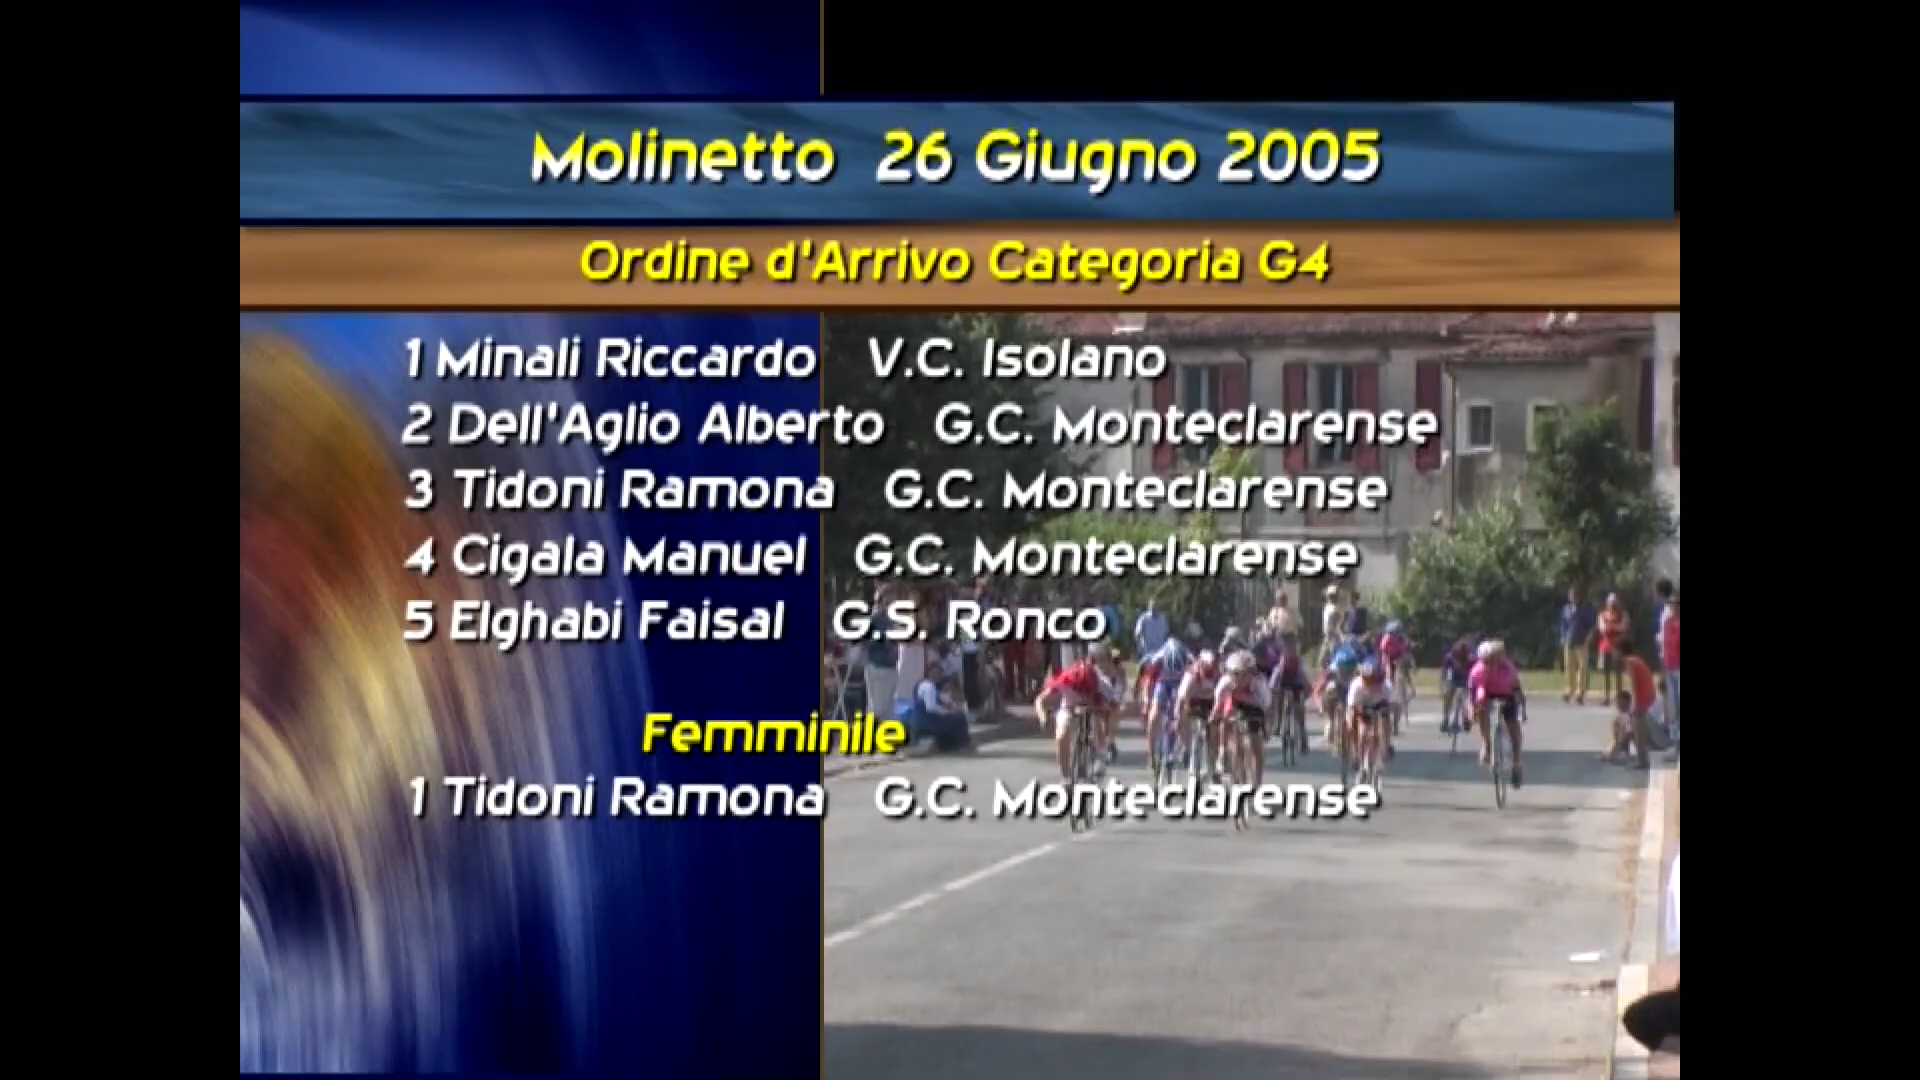 Molinetto 26 Giugno 2005
Ordine d'Arrivo Categoria G4
1 Minali Riccardo V.C. Isolano
2 Dell'Aglio Alberto G.C. Monteclarense
3 Tidoni Ramona G.C. Monteclarense
4 Cigala Manuel G.C. Monteclarense
5 Elghabi Faisal G.S. Ronco
Femminile
1 Tidoni Ramona G.C. Monteclarense